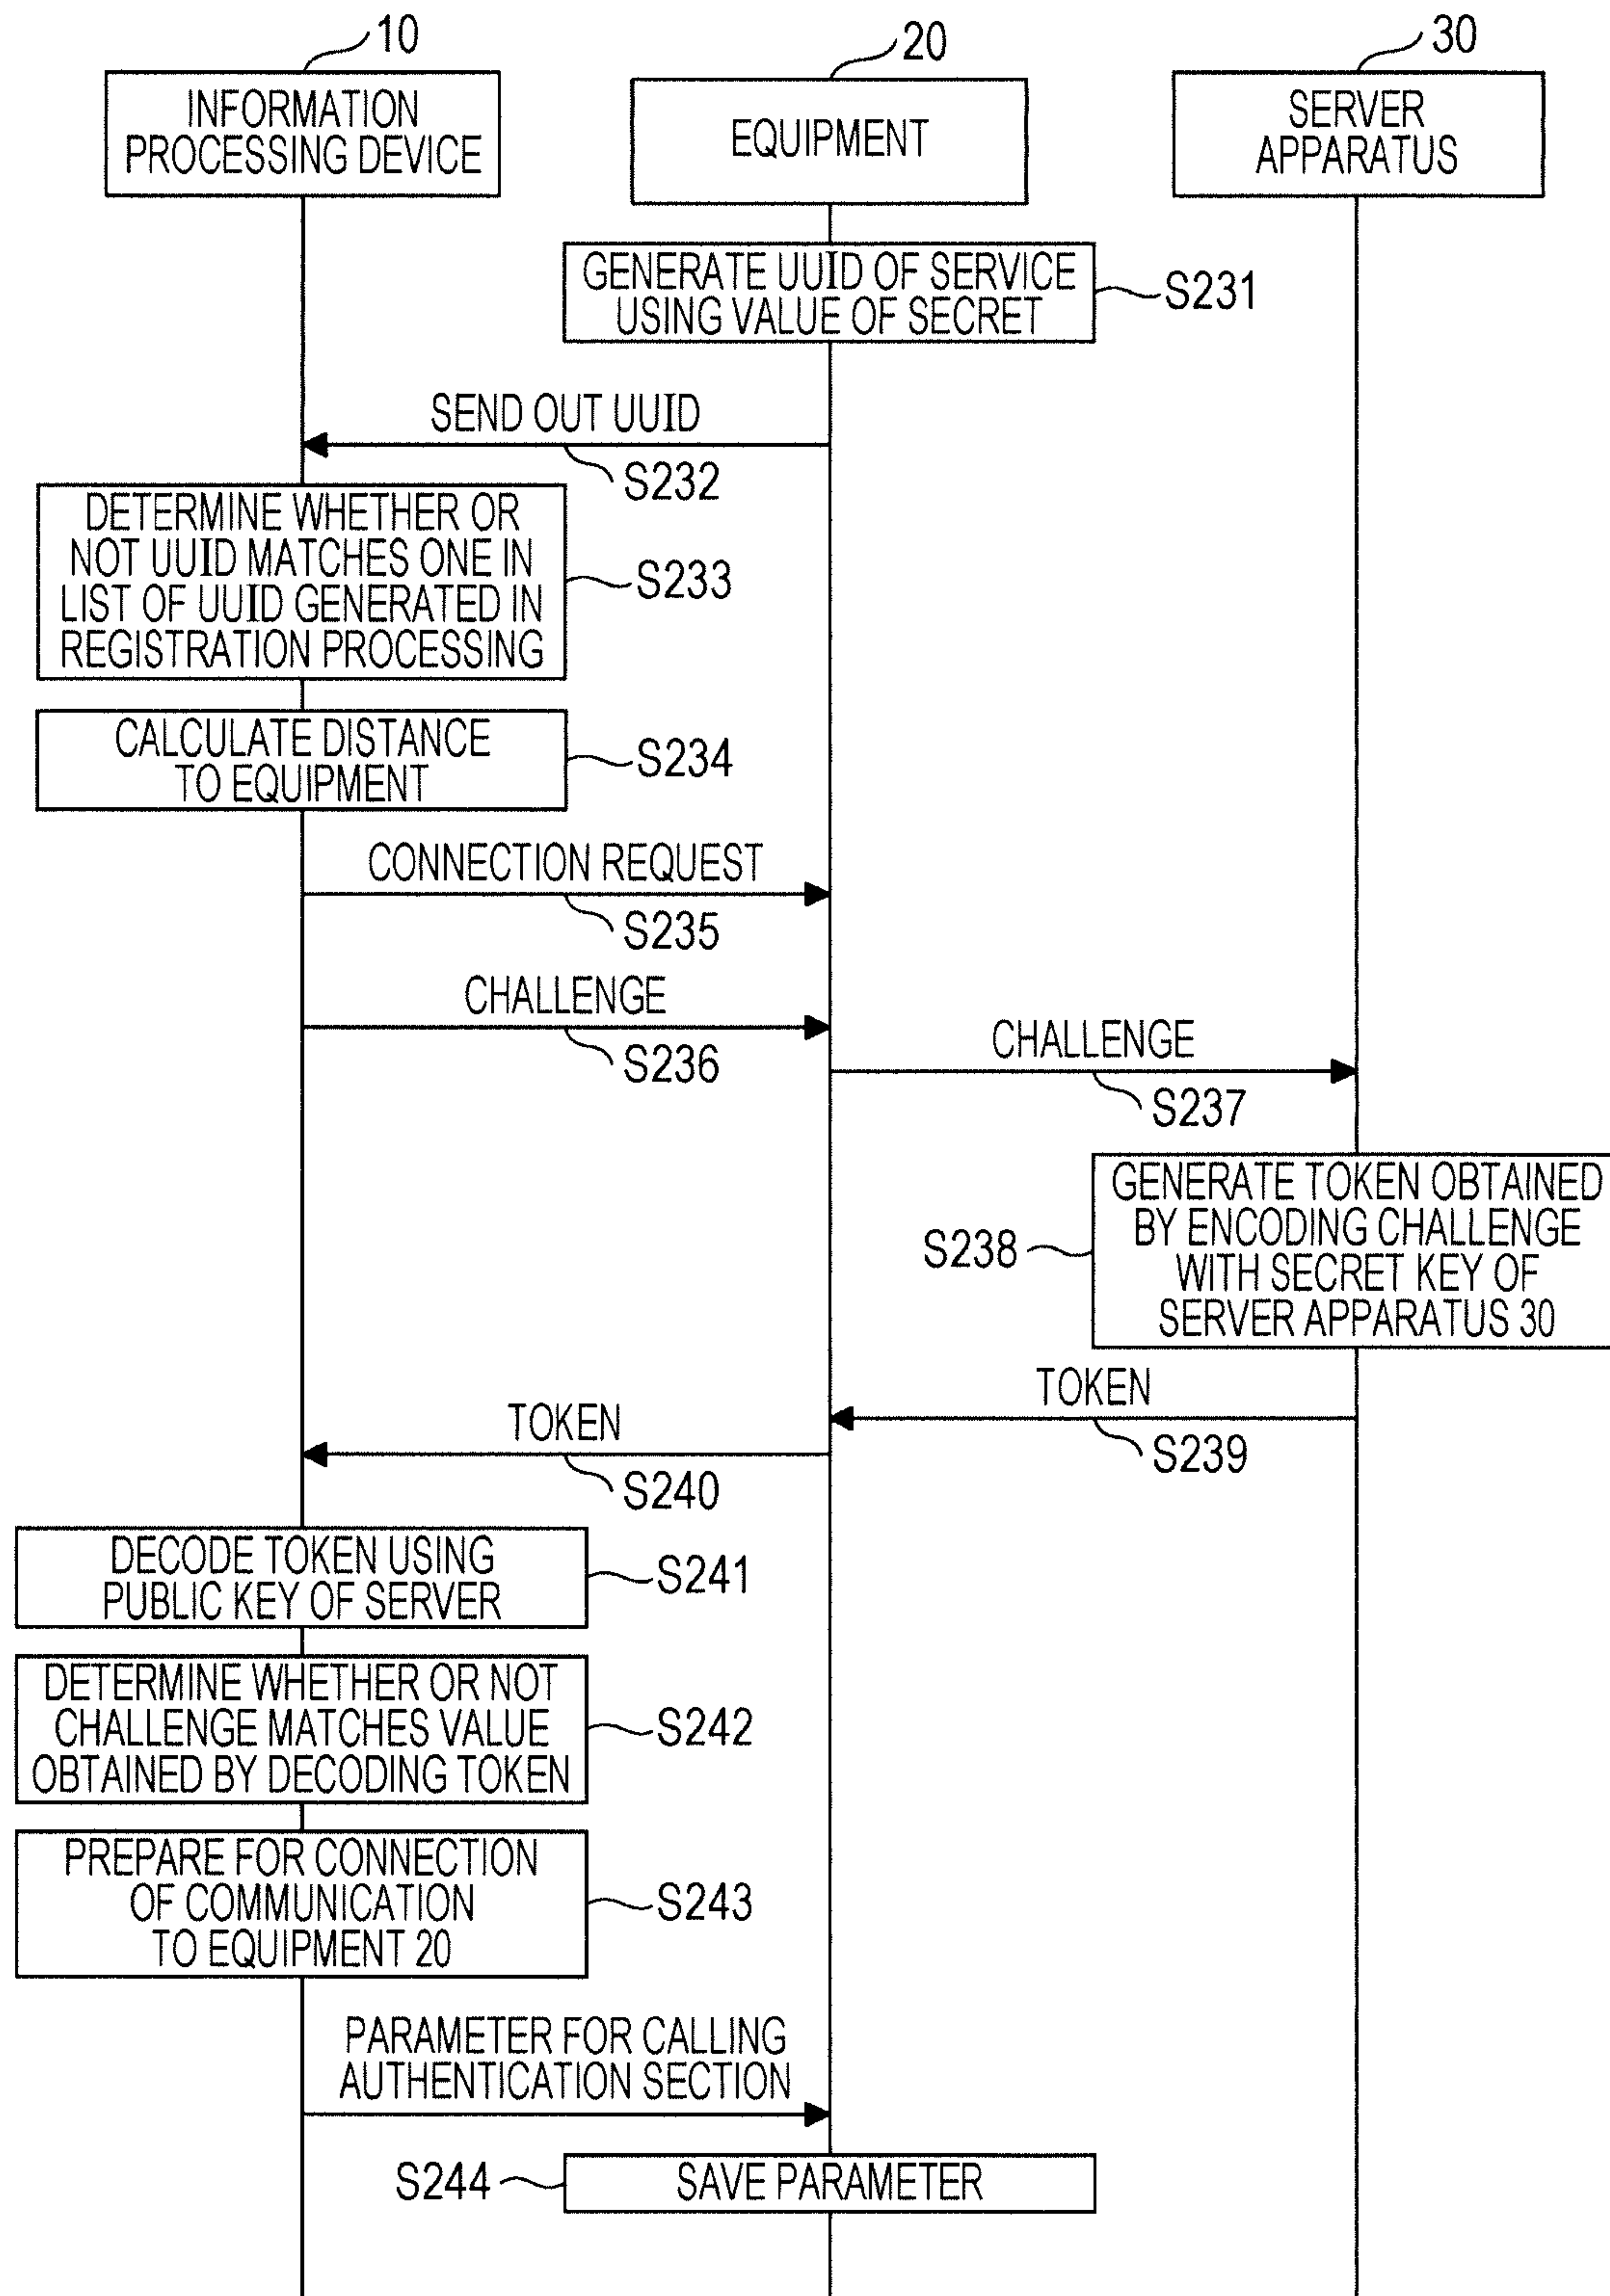 10
20
30
INFORMATION
PROCESSING DEVICE
EQUIPMENT
SERVER
APPARATUS
GENERATE UUID OF SERVICE
USING VALUE OF SECRET
S231
SEND OUT UUID
S232
DETERMINE WHETHER OR
NOT UUID MATCHES ONE IN
LIST OF UUID GENERATED IN
REGISTRATION PROCESSING
S233
CALCULATE DISTANCE
TO EQUIPMENT
S234
CONNECTION REQUEST
S235
CHALLENGE
S236
CHALLENGE
S237
GENERATE TOKEN OBTAINED
BY ENCODING CHALLENGE
WITH SECRET KEY OF
SERVER APPARATUS 30
S238
TOKEN
S239
TOKEN
S240
DECODE TOKEN USING
PUBLIC KEY OF SERVER
S241
DETERMINE WHETHER OR NOT
CHALLENGE MATCHES VALUE
OBTAINED BY DECODING TOKEN
S242
PREPARE FOR CONNECTION
OF COMMUNICATION
TO EQUIPMENT 20
S243
PARAMETER FOR CALLING
AUTHENTICATION SECTION
S244
SAVE PARAMETER